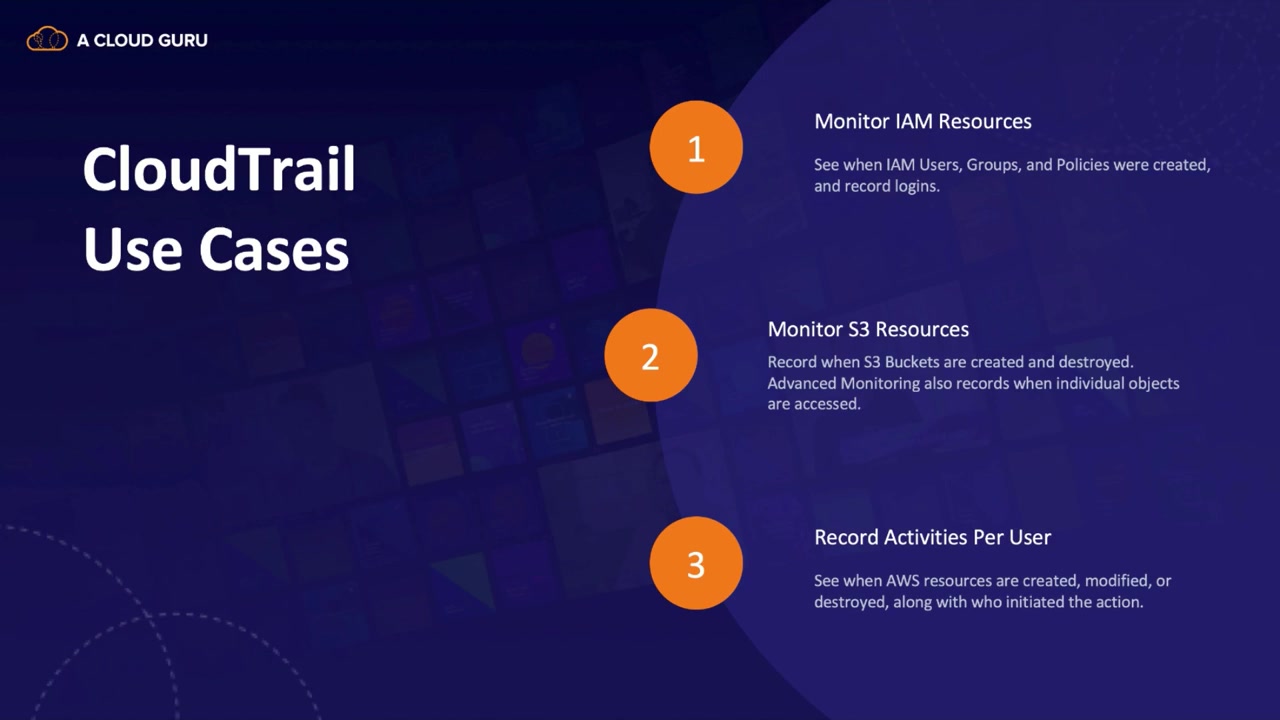 A CLOUD GURU
CloudTrail
Use Cases
1
Monitor IAM Resources
See when IAM Users, Groups, and Policies were created,
and record logins.
2
Monitor S3 Resources
Record when S3 Buckets are created and destroyed.
Advanced Monitoring also records when individual objects
are accessed.
3
Record Activities Per User
See when AWS resources are created, modified, or
destroyed, along with who initiated the action.